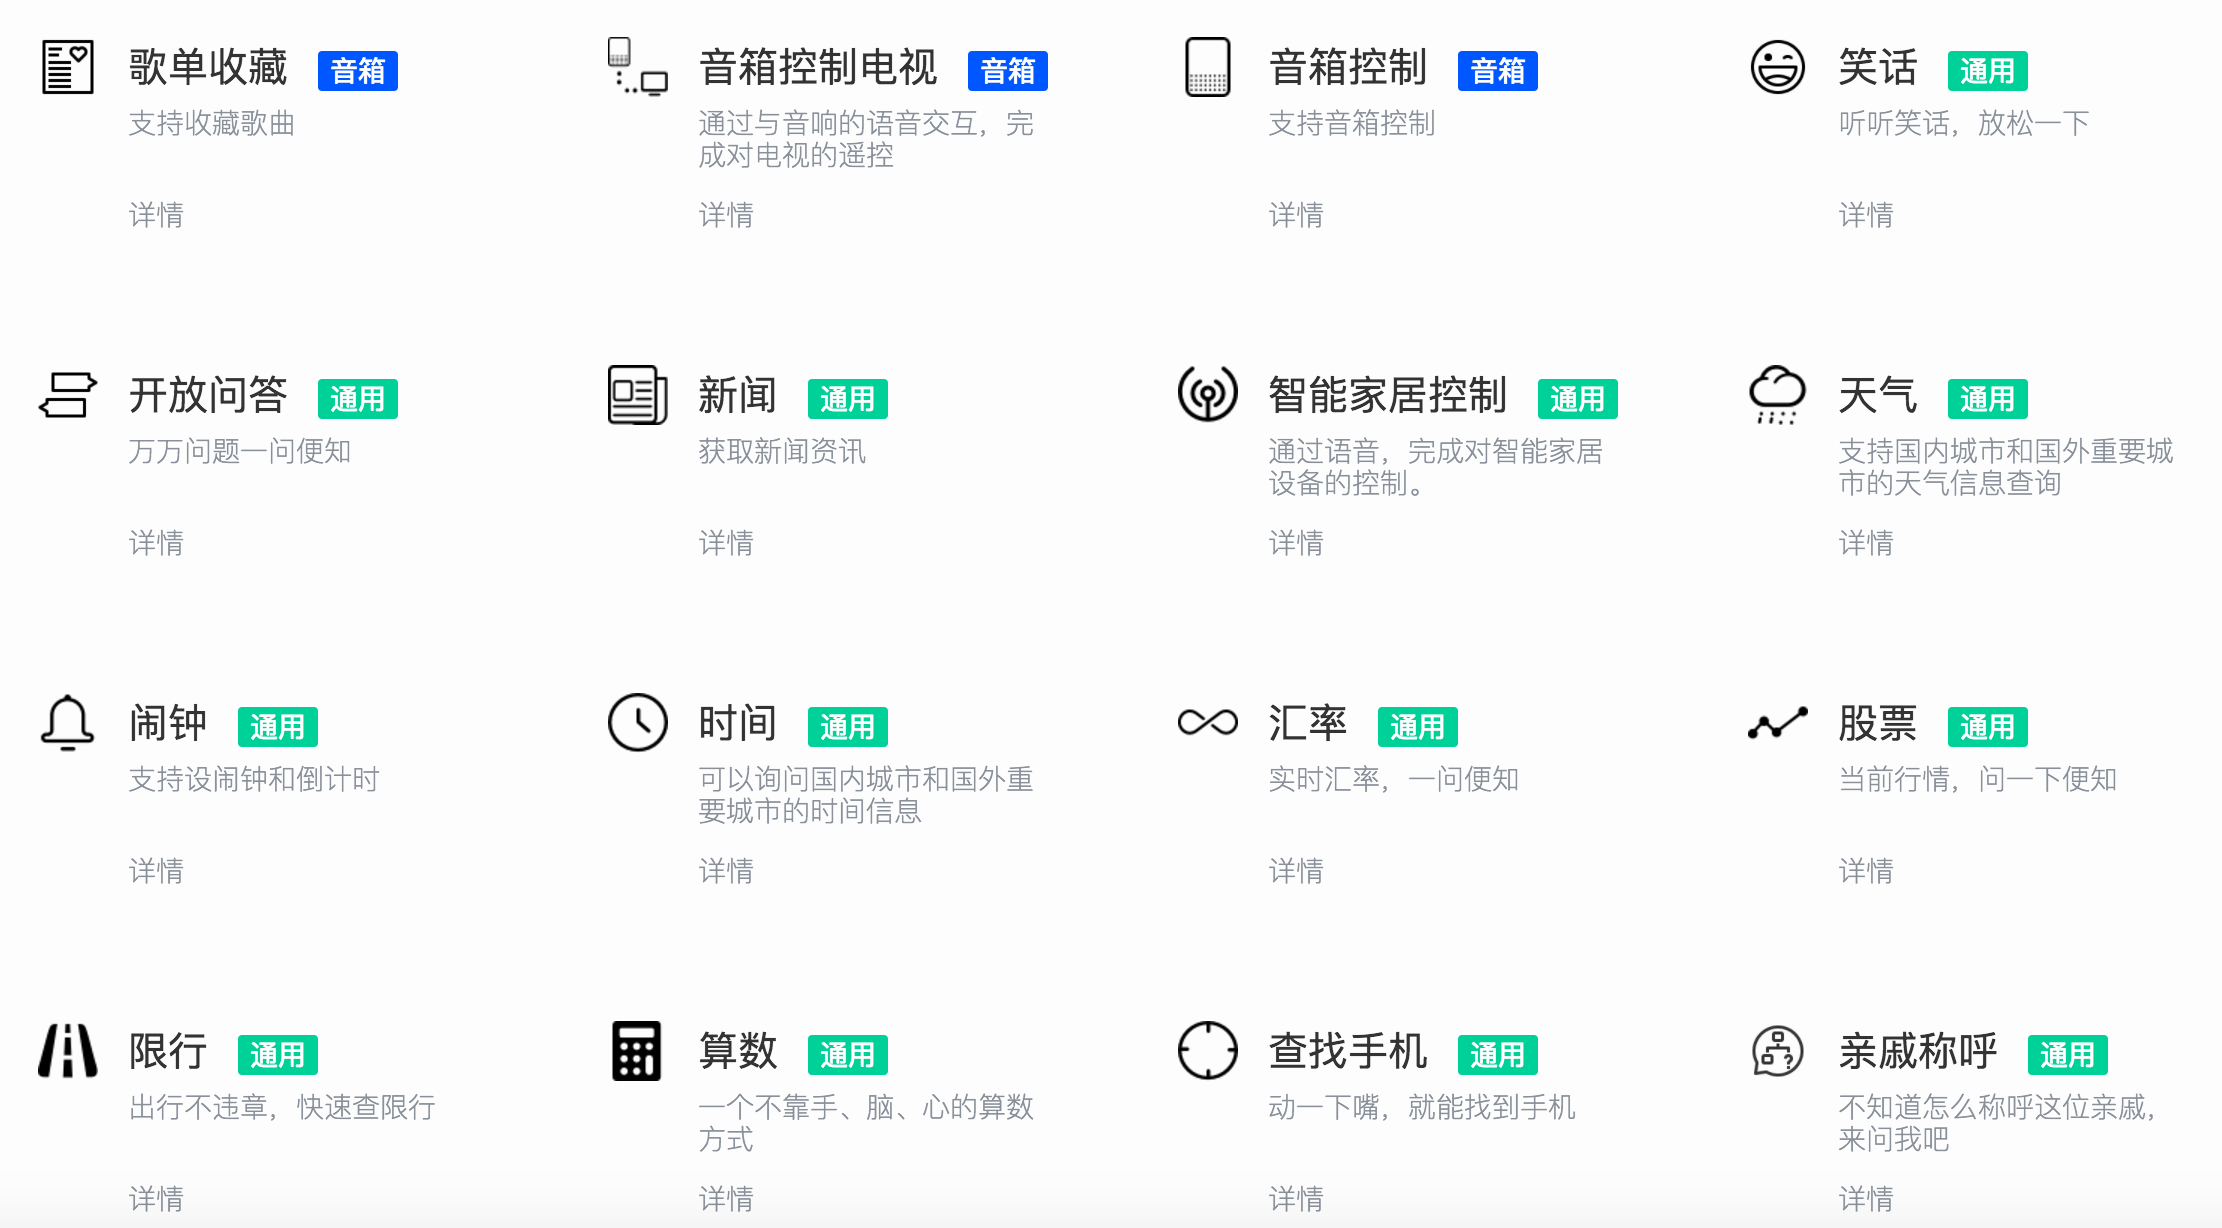 歌单收藏 音箱
支持收藏歌曲
详情
音箱控制电视 音箱
通过与音响的语音交互，完
成对电视的遥控
详情
音箱控制 音箱
支持音箱控制
详情
笑话 通用
听听笑话，放松一下
详情
开放问答 通用
万万问题一问便知
详情
新闻 通用
获取新闻资讯
详情
智能家居控制 通用
通过语音，完成对智能家居
设备的控制。
详情
天气 通用
支持国内城市和国外重要城
市的天气信息查询
详情
闹钟 通用
支持设闹钟和倒计时
详情
时间 通用
可以询问国内城市和国外重
要城市的时间信息
详情
汇率 通用
实时汇率，一问便知
详情
股票 通用
当前行情，问一下便知
详情
限行 通用
出行不违章，快速查限行
详情
算数 通用
一个不靠手、脑、心的算数
方式
详情
查找手机 通用
动一下嘴，就能找到手机
详情
亲戚称呼 通用
不知道怎么称呼这位亲戚，
来问我吧
详情